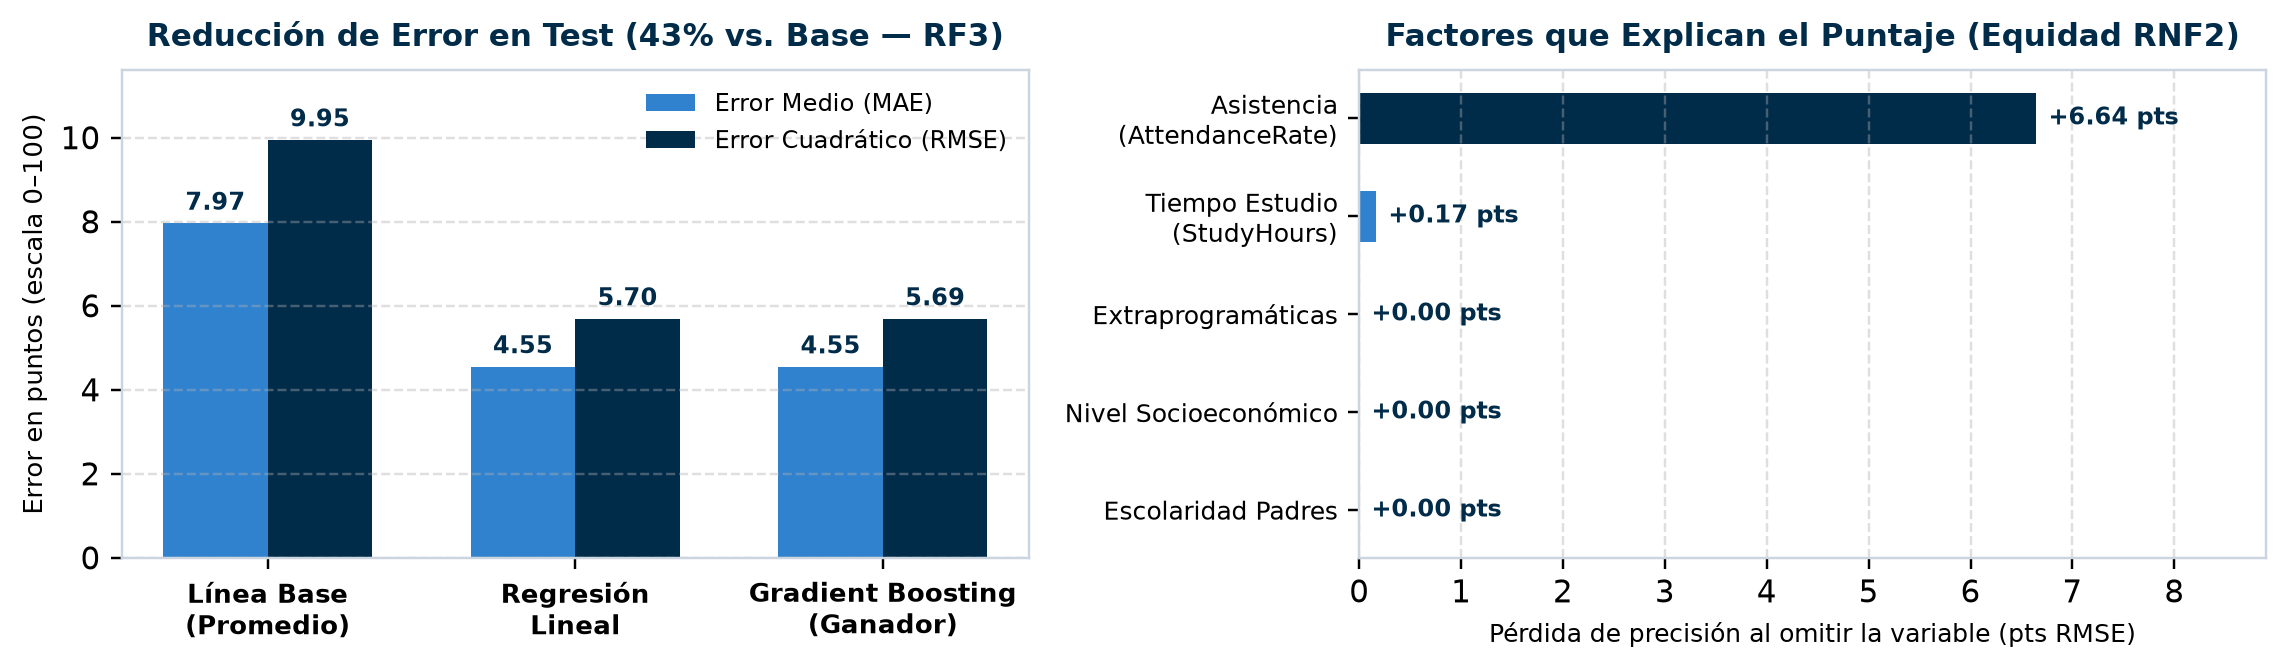 Reducción de Error en Test (43% vs. Base — RF3)
Error en puntos (escala 0–100)
10
8
6
4
2
0
Error Medio (MAE)
Error Cuadrático (RMSE)
7.97
9.95
4.55
5.70
4.55
5.69
Línea Base
(Promedio)
Regresión
Lineal
Gradient Boosting
(Ganador)
Factores que Explican el Puntaje (Equidad RNF2)
Asistencia
(AttendanceRate)
+6.64 pts
Tiempo Estudio
(StudyHours)
+0.17 pts
Extraprogramáticas
+0.00 pts
Nivel Socioeconómico
+0.00 pts
Escolaridad Padres
+0.00 pts
0 1 2 3 4 5 6 7 8
Pérdida de precisión al omitir la variable (pts RMSE)